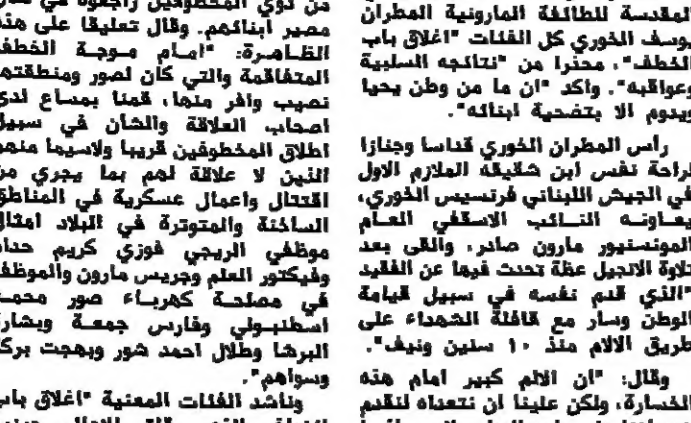 المقدسة للطائفة المارونية المطران
يوسف الخوري كل الفئات "اغلاق باب
الخطف"، محذرا من "نتائجه السلبية
وعواقبه". واكد "ان ما من وطن يحيا
ويدوم الا بتضحية ابنائه".
رأس المطران الخوري قداسا وجنازا
لراحة نفس ابن شقيقه الملازم الاول
في الجيش اللبناني فرنسيس الخوري،
يعاونه النائب الاسقفي العام
المونسنيور مارون صادر. والقى بعد
تلاوة الانجيل عظة تحدث فيها عن الفقيد
"الذي قدم نفسه في سبيل قيامة
الوطن وسار مع قافلة الشهداء على
طريق الالام منذ ١٠ سنين ونيف".
وقال: "ان الالم كبير امام هذه
الخسارة، ولكن علينا ان نتعداه لنقدم
من ذوي المخطوفين راجعوه في
مصير ابنائهم. وقال تعليقا على هذه
الظاهرة: "امام موجة الخطف
المتفاقمة والتي كان لصور ومنطقتها
نصيب وافر منها، قمنا بمساع لدى
اصحاب العلاقة والشأن في سبيل
اطلاق المخطوفين قريبا ولاسيما منهم
الذين لا علاقة لهم بما يجري من
اقتتال واعمال عسكرية في المناطق
الساخنة والمتوترة في البلاد امثال
موظفي الريجي فوزي كريم حداد
وفيكتور العلم وجريس مارون والموظف
في مصلحة كهرباء صور محمد
اسطنبولي وفارس جمعة وبشارة
البرشا وطلال احمد شور وبهجت بركة
وسواهم".
وناشد الفئات المعنية "اغلاق باب